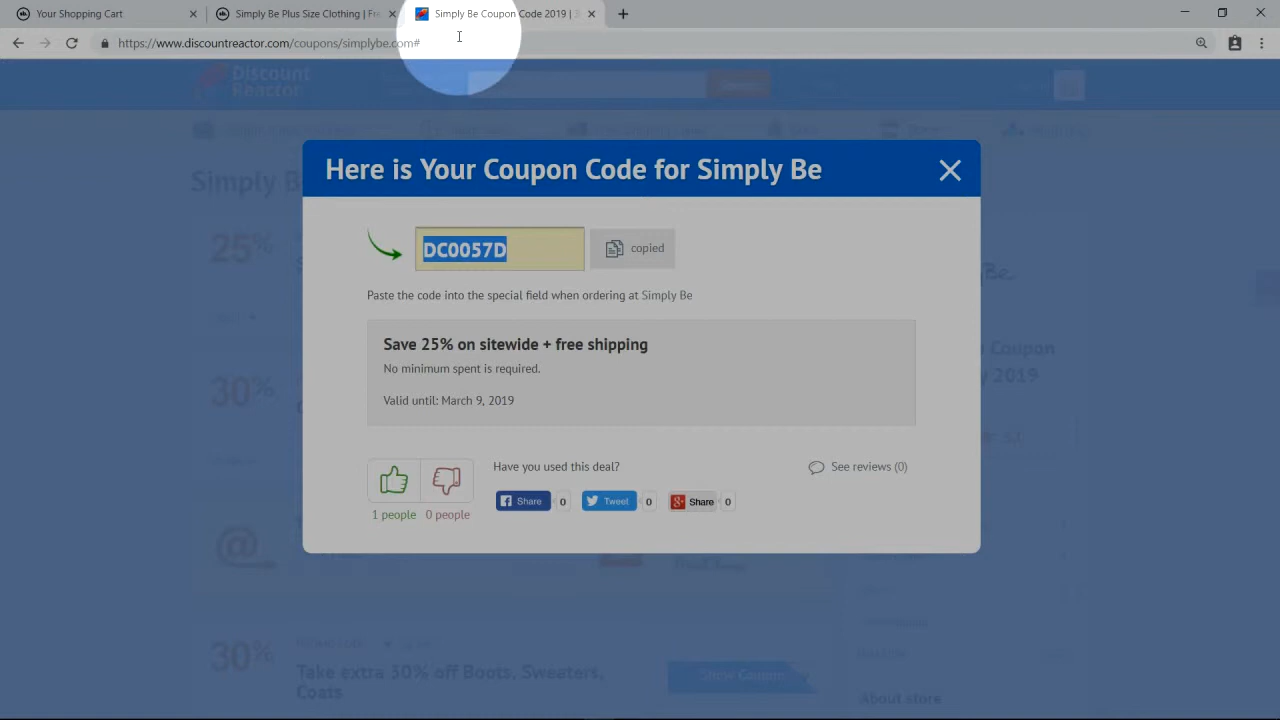 Your Shopping Cart
Simply Be Plus Size Clothing | Fre
Simply Be Coupon Code 2019 |
https://www.discountreactor.com/coupons/simplybe.com#
Discount
Reactor
Simply B
25%
30%
30%
Here is Your Coupon Code for Simply Be
DC0057D
copied
Paste the code into the special field when ordering at Simply Be
Save 25% on sitewide + free shipping
No minimum spent is required.
Valid until: March 9, 2019
Have you used this deal?
See reviews (0)
Share 0
Tweet 0
Share 0
1 people
0 people
Coupon
2019
Take extra 30% off Boots, Sweaters,
Coats
Show Coupon
About store